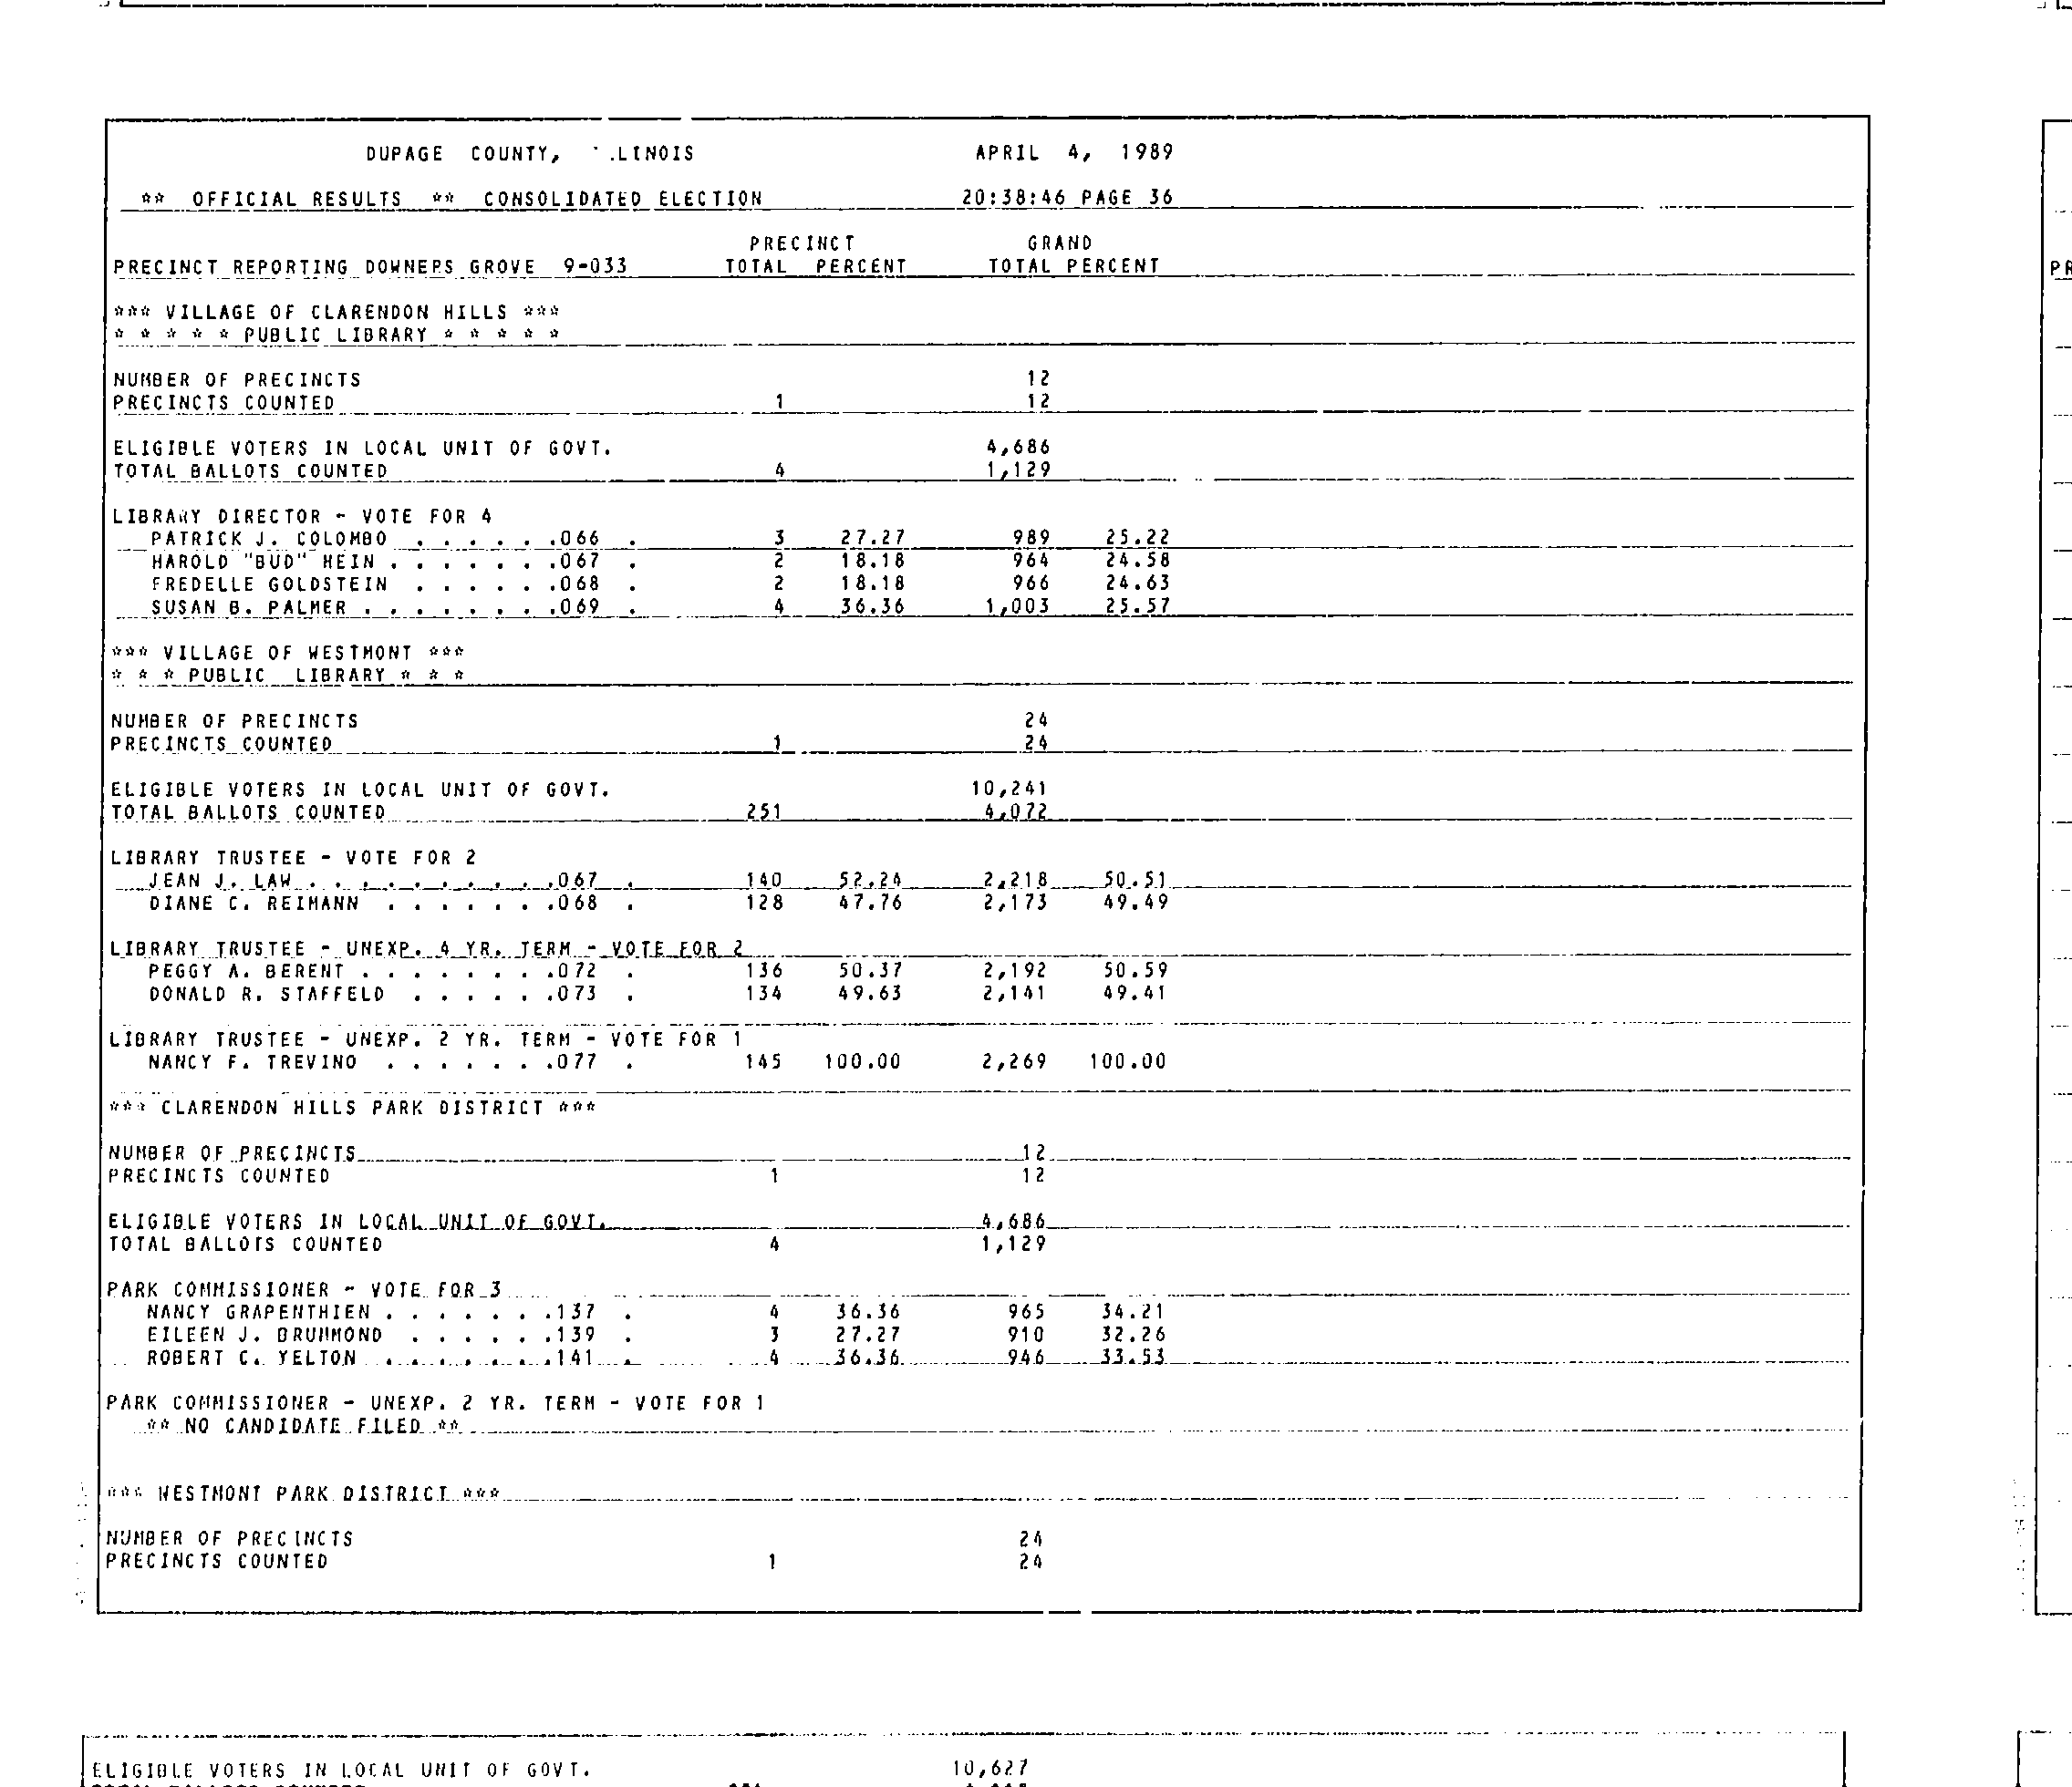 DUPAGE COUNTY, LINOIS APRIL 4, 1989
** OFFICIAL RESULTS ** CONSOLIDATED ELECTION 20:38:46 PAGE 36
PRECINCT GRAND
PRECINCT REPORTING DOWNEPS GROVE 9-033 TOTAL PERCENT TOTAL PERCENT
*** VILLAGE OF CLARENDON HILLS ***
* * * * * PUBLIC LIBRARY * * * * *
NUMBER OF PRECINCTS 12
PRECINCTS COUNTED 1 12
ELIGIBLE VOTERS IN LOCAL UNIT OF GOVT. 4,686
TOTAL BALLOTS COUNTED 4 1,129
LIBRARY DIRECTOR - VOTE FOR 4
PATRICK J. COLOMBO . . . . . .066 . 3 27.27 989 25.22
HAROLD "BUD" HEIN . . . . . . .067 . 2 18.18 964 24.58
FREDELLE GOLDSTEIN . . . . . .068 . 2 18.18 966 24.63
SUSAN B. PALMER . . . . . . . .069 . 4 36.36 1,003 25.57
*** VILLAGE OF WESTMONT ***
* * * PUBLIC LIBRARY * * *
NUMBER OF PRECINCTS 24
PRECINCTS COUNTED 1 24
ELIGIBLE VOTERS IN LOCAL UNIT OF GOVT. 10,241
TOTAL BALLOTS COUNTED 251 4,072
LIBRARY TRUSTEE - VOTE FOR 2
JEAN J. LAW . . . . . . . . . .067 . 140 52.24 2,218 50.51
DIANE C. REIMANN . . . . . . .068 . 128 47.76 2,173 49.49
LIBRARY TRUSTEE - UNEXP. 4 YR. TERM - VOTE FOR 2
PEGGY A. BERENT . . . . . . . .072 . 136 50.37 2,192 50.59
DONALD R. STAFFELD . . . . . .073 . 134 49.63 2,141 49.41
LIBRARY TRUSTEE - UNEXP. 2 YR. TERM - VOTE FOR 1
NANCY F. TREVINO . . . . . . .077 . 145 100.00 2,269 100.00
*** CLARENDON HILLS PARK DISTRICT ***
NUMBER OF PRECINCTS 12
PRECINCTS COUNTED 1 12
ELIGIBLE VOTERS IN LOCAL UNIT OF GOVT. 4,686
TOTAL BALLOTS COUNTED 4 1,129
PARK COMMISSIONER - VOTE FOR 3
NANCY GRAPENTHIEN . . . . . . .137 . 4 36.36 965 34.21
EILEEN J. DRUMMOND . . . . . .139 . 3 27.27 910 32.26
ROBERT C. YELTON . . . . . . .141 . 4 36.36 946 33.53
PARK COMMISSIONER - UNEXP. 2 YR. TERM - VOTE FOR 1
** NO CANDIDATE FILED **
*** WESTMONT PARK DISTRICT ***
NUMBER OF PRECINCTS 24
PRECINCTS COUNTED 1 24
ELIGIBLE VOTERS IN LOCAL UNIT OF GOVT. 10,627
PR